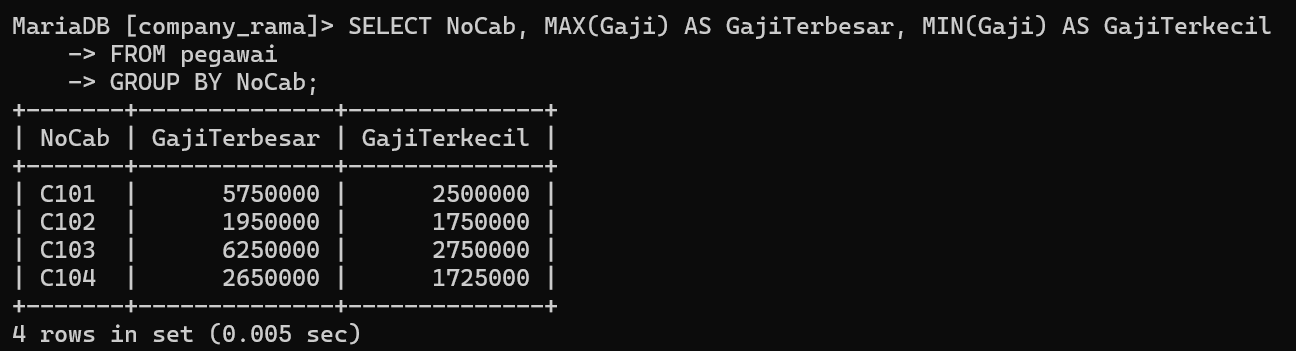 MariaDB [company_rama]> SELECT NoCab, MAX(Gaji) AS GajiTerbesar, MIN(Gaji) AS GajiTerkecil
    -> FROM pegawai
    -> GROUP BY NoCab;
+-------+--------------+--------------+
| NoCab | GajiTerbesar | GajiTerkecil |
+-------+--------------+--------------+
| C101  |      5750000 |      2500000 |
| C102  |      1950000 |      1750000 |
| C103  |      6250000 |      2750000 |
| C104  |      2650000 |      1725000 |
+-------+--------------+--------------+
4 rows in set (0.005 sec)